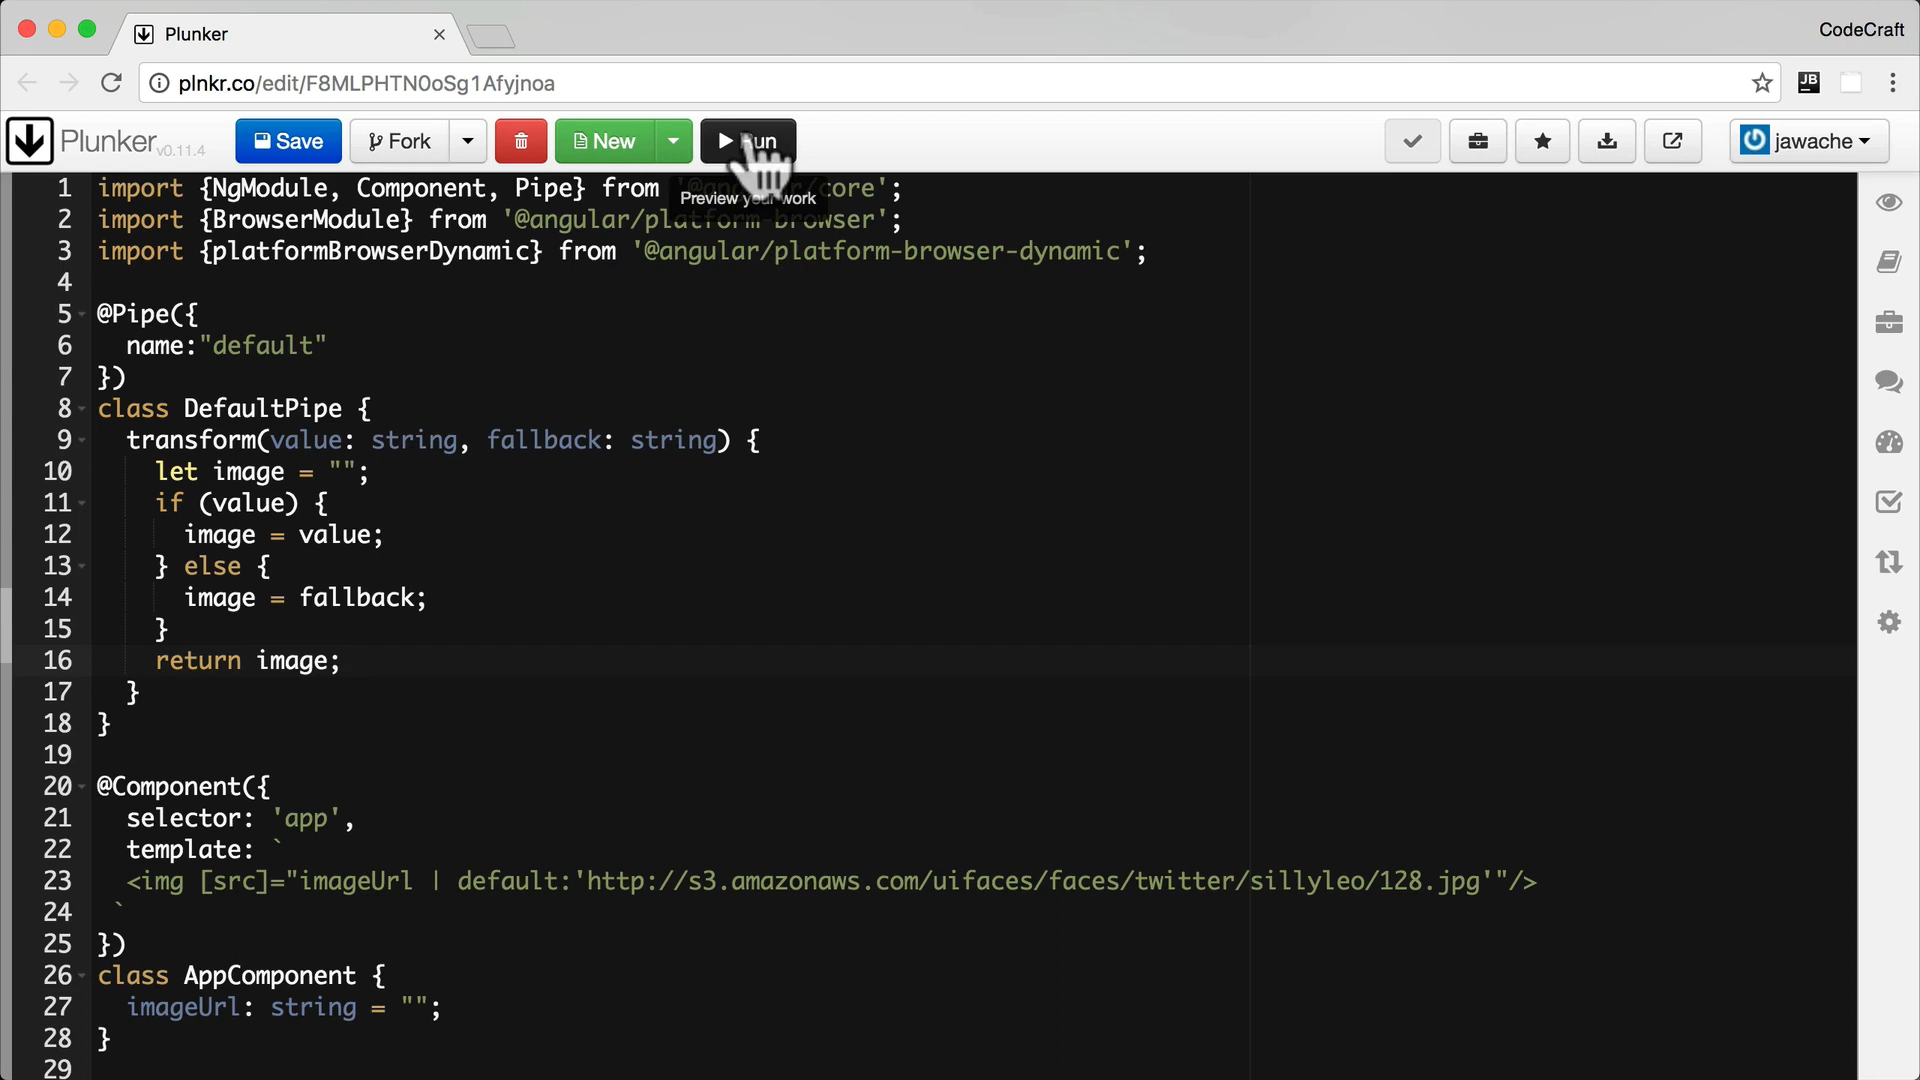 Plunker
CodeCraft
plnkr.co/edit/F8MLPHTN0oSg1Afyjnoa
JB
Plunker v0.11.4
Save
Fork
New
jawache
Preview your work
1 import {NgModule, Component, Pipe} from '@angular/core';
2 import {BrowserModule} from '@angular/platform-browser';
3 import {platformBrowserDynamic} from '@angular/platform-browser-dynamic';
4
5 @Pipe({
6 name:"default"
7 })
8 class DefaultPipe {
9 transform(value: string, fallback: string) {
10 let image = "";
11 if (value) {
12 image = value;
13 } else {
14 image = fallback;
15 }
16 return image;
17 }
18 }
19
20 @Component({
21 selector: 'app',
22 template: `
23 <img [src]="imageUrl | default:'http://s3.amazonaws.com/uifaces/faces/twitter/sillyleo/128.jpg'"/>
24 `
25 })
26 class AppComponent {
27 imageUrl: string = "";
28 }
29